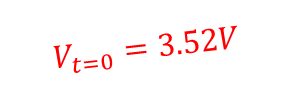 V_{t=0} = 3.52V